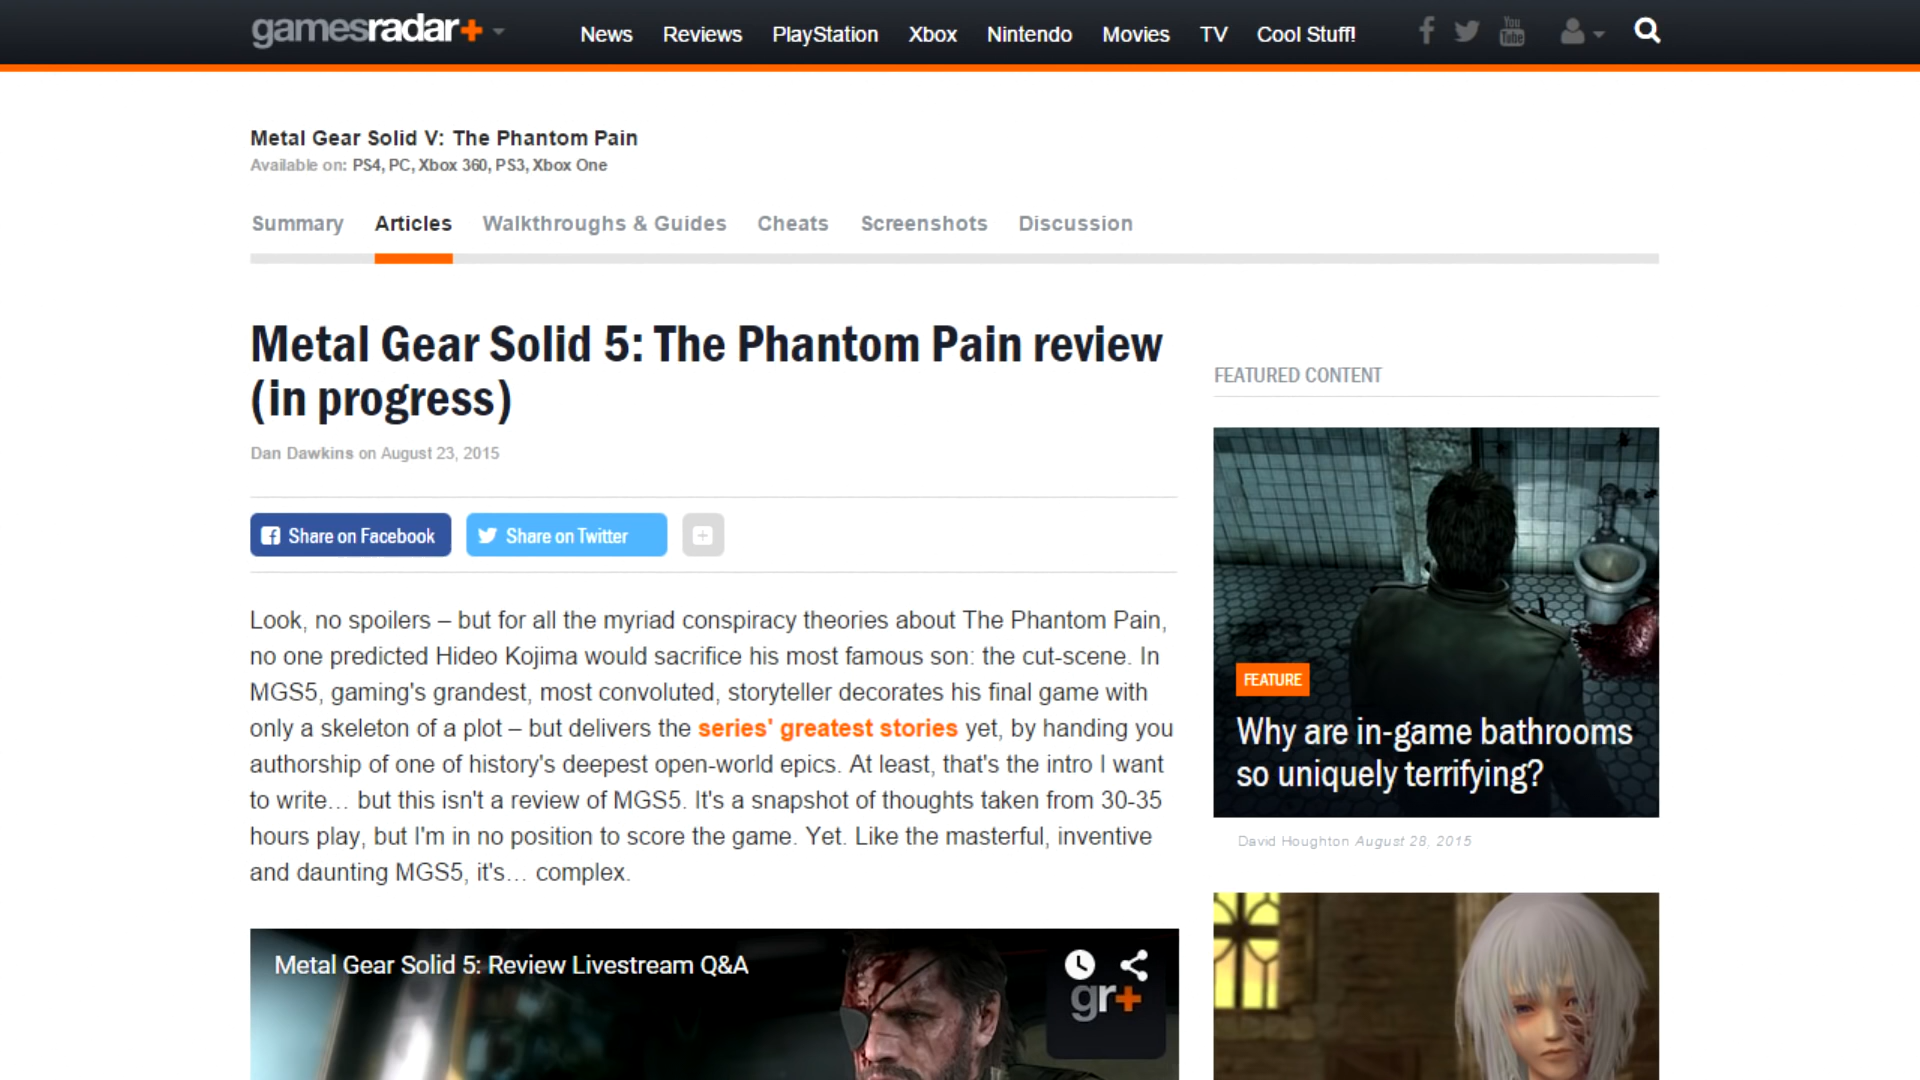 gamesradar+
News Reviews PlayStation Xbox Nintendo Movies TV Cool Stuff!
You
Tube
Metal Gear Solid V: The Phantom Pain
Available on: PS4, PC, Xbox 360, PS3, Xbox One
Summary Articles Walkthroughs & Guides Cheats Screenshots Discussion
Metal Gear Solid 5: The Phantom Pain review
(in progress)
Dan Dawkins on August 23, 2015
Share on Facebook Share on Twitter
Look, no spoilers – but for all the myriad conspiracy theories about The Phantom Pain,
no one predicted Hideo Kojima would sacrifice his most famous son: the cut-scene. In
MGS5, gaming's grandest, most convoluted, storyteller decorates his final game with
only a skeleton of a plot – but delivers the series' greatest stories yet, by handing you
authorship of one of history's deepest open-world epics. At least, that's the intro I want
to write… but this isn't a review of MGS5. It's a snapshot of thoughts taken from 30-35
hours play, but I'm in no position to score the game. Yet. Like the masterful, inventive
and daunting MGS5, it's… complex.
Metal Gear Solid 5: Review Livestream Q&A
gr+
FEATURED CONTENT
FEATURE
Why are in-game bathrooms
so uniquely terrifying?
David Houghton August 28, 2015